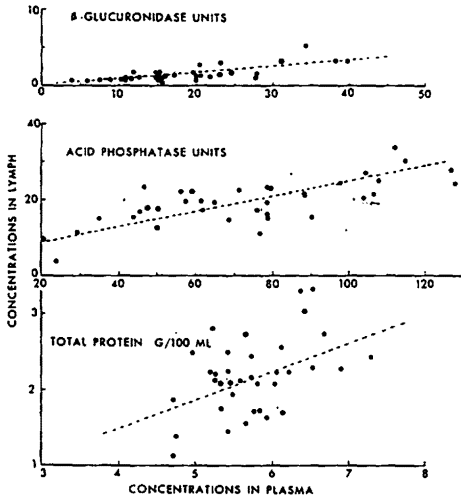 β-GLUCURONIDASE UNITS
10
5
0
0 10 20 30 40 50
ACID PHOSPHATASE UNITS
40
20
0
20 40 60 80 100 120
CONCENTRATIONS IN LYMPH
TOTAL PROTEIN G/100 ML
3
2
1
3 4 5 6 7 8
CONCENTRATIONS IN PLASMA